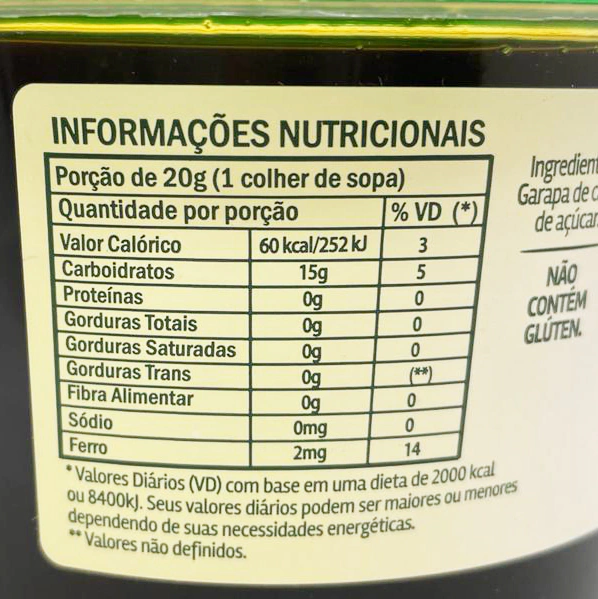 INFORMAÇÕES NUTRICIONAIS
Porção de 20g (1 colher de sopa)
Quantidade por porção % VD (*)
Valor Calórico 60 kcal/252 kJ 3
Carboidratos 15g 5
Proteínas 0g 0
Gorduras Totais 0g 0
Gorduras Saturadas 0g 0
Gorduras Trans 0g (**)
Fibra Alimentar 0g 0
Sódio 0mg 0
Ferro 2mg 14
* Valores Diários (VD) com base em uma dieta de 2000 kcal
ou 8400kJ. Seus valores diários podem ser maiores ou menores
dependendo de suas necessidades energéticas.
** Valores não definidos.
Garapa de
de açúcar
NÃO
CONTÉM
GLÚTEN.